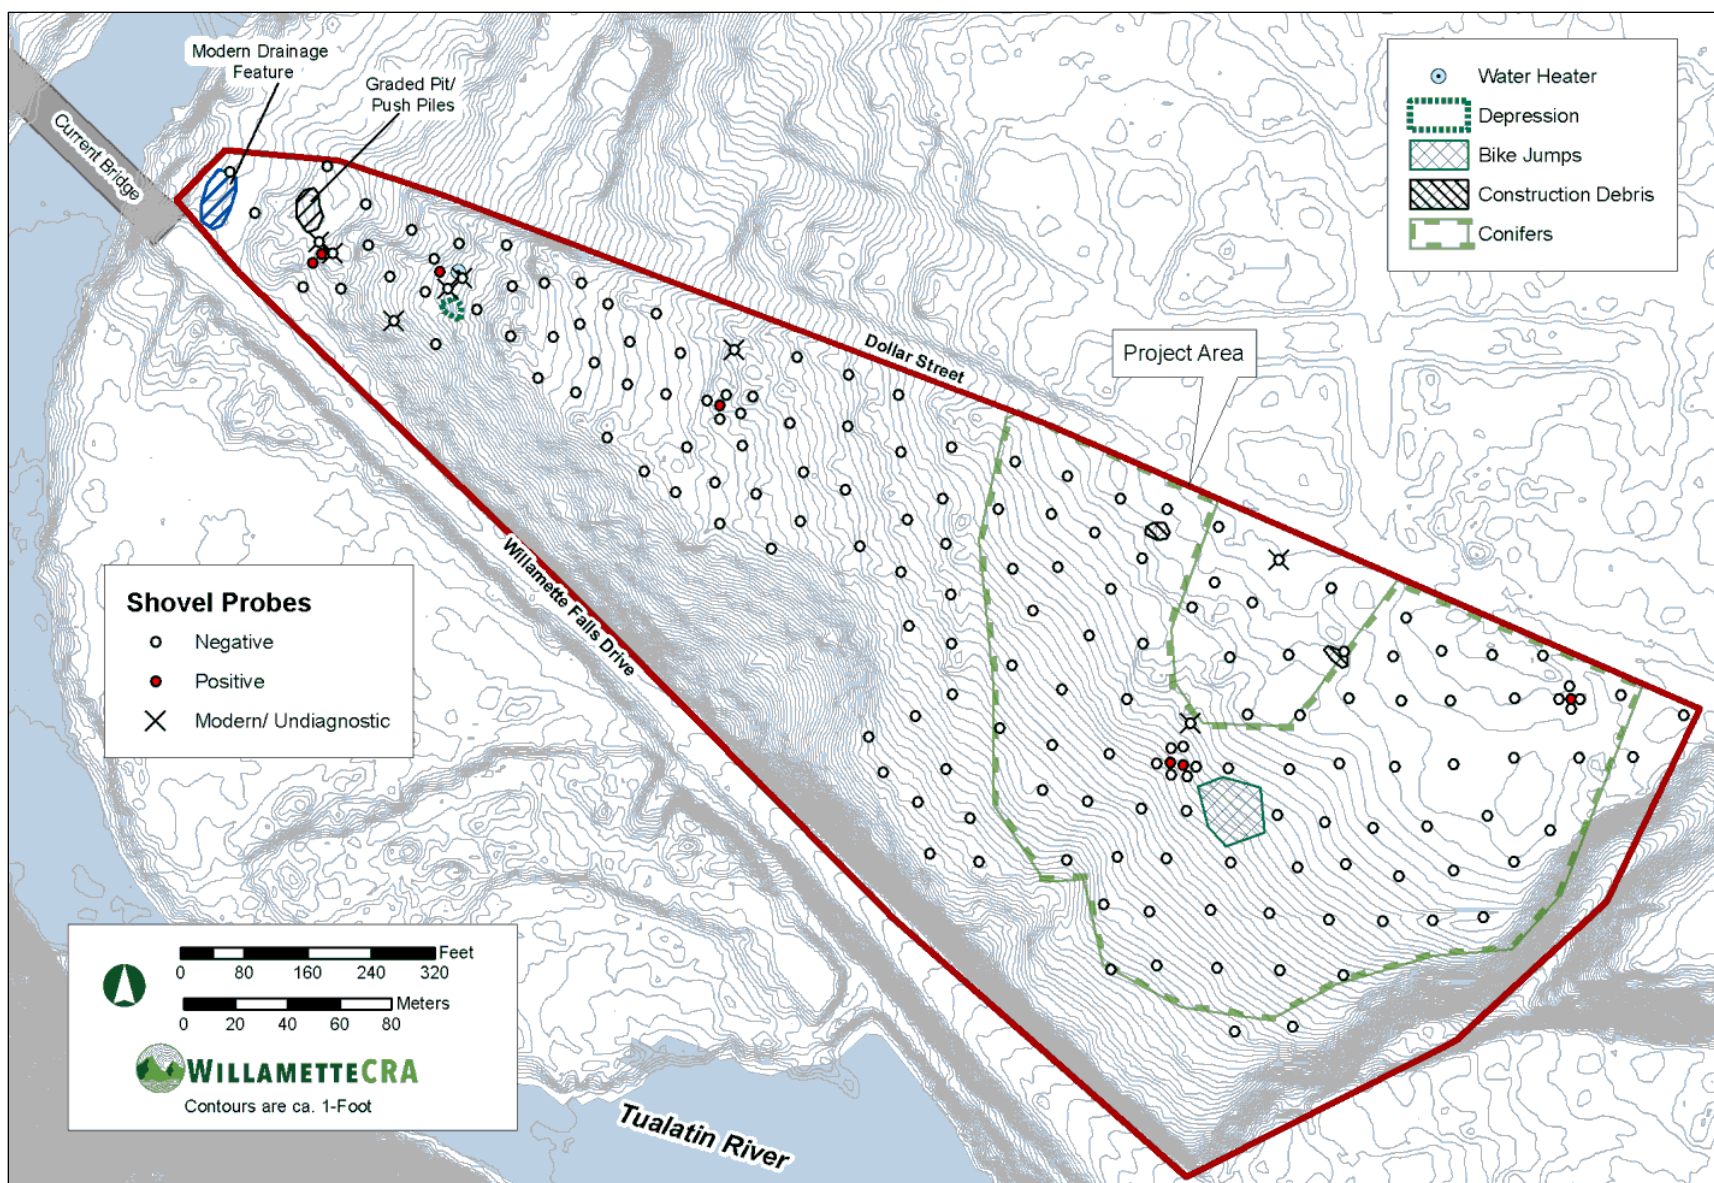 Modern Drainage
Feature
Graded Pit/
Push Piles
Current Bridge
Water Heater
Depression
Bike Jumps
Construction Debris
Conifers
Dollar Street
Project Area
Willamette Falls Drive
Shovel Probes
Negative
Positive
Modern/ Undiagnostic
Feet
0 80 160 240 320
Meters
0 20 40 60 80
WILLAMETTECRA
Contours are ca. 1-Foot
Tualatin River